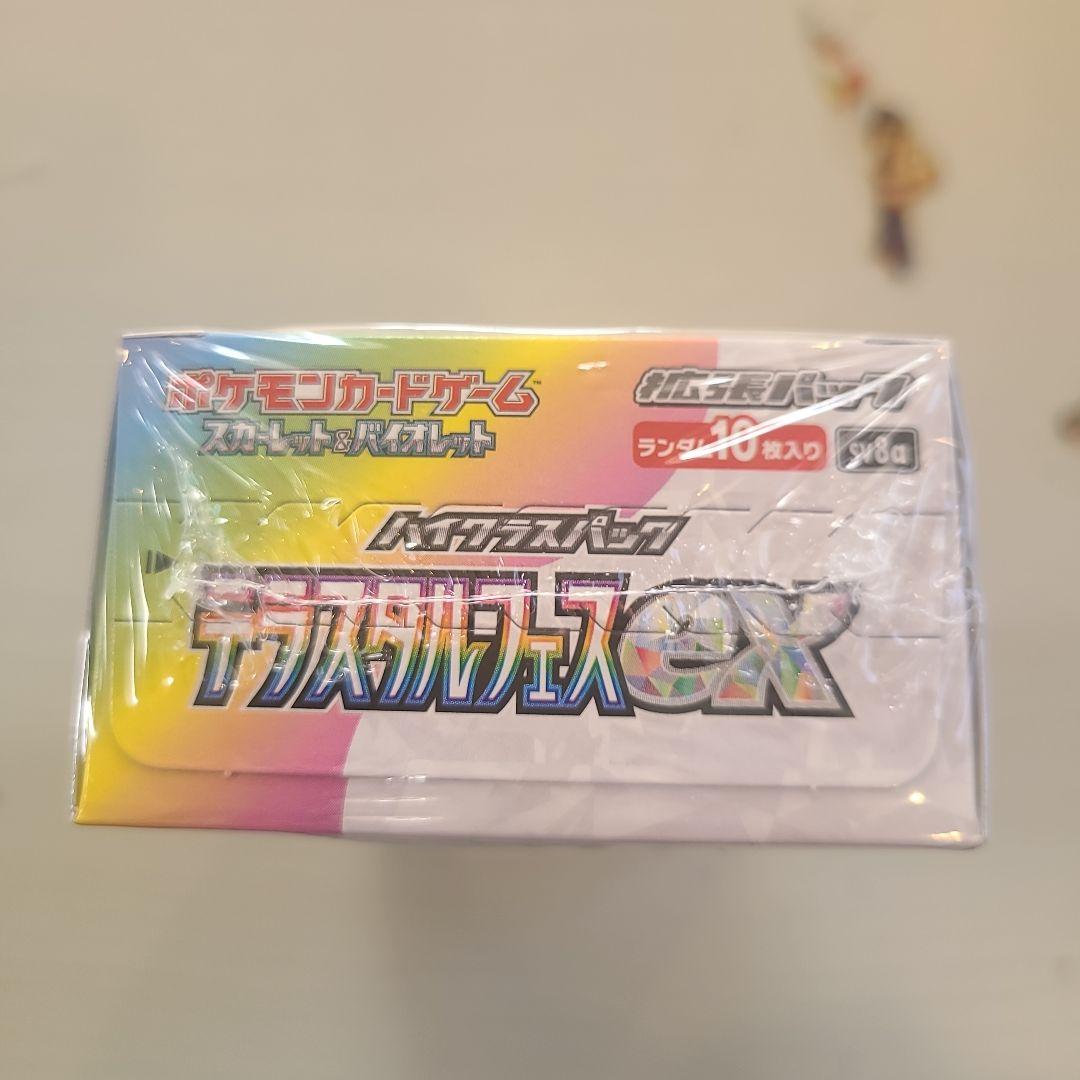 ポケモンカードゲーム™
スカーレット&バイオレット
拡張パック
ランダム10枚入り
sv8a
ハイクラスパック
テラスタルフェスex